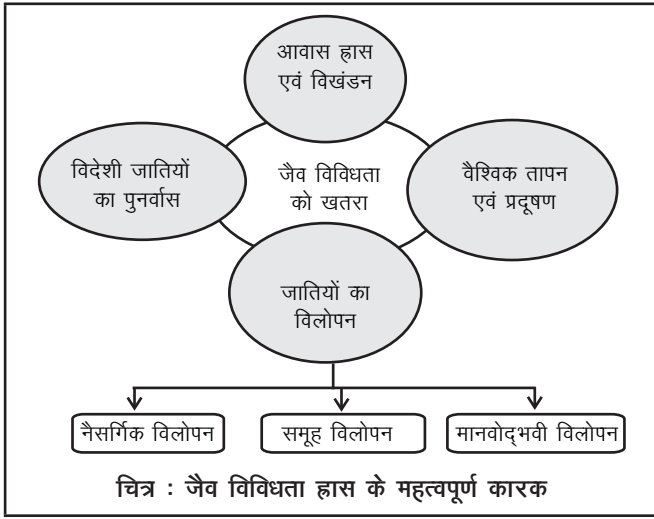 आवास ह्रास
एवं विखंडन
विदेशी जातियों
का पुनर्वास
जैव विविधता
को खतरा
वैश्विक तापन
एवं प्रदूषण
जातियों का
विलोपन
नैसर्गिक विलोपन
समूह विलोपन
मानवोद्‌भवी विलोपन
चित्र : जैव विविधता ह्रास के महत्वपूर्ण कारक